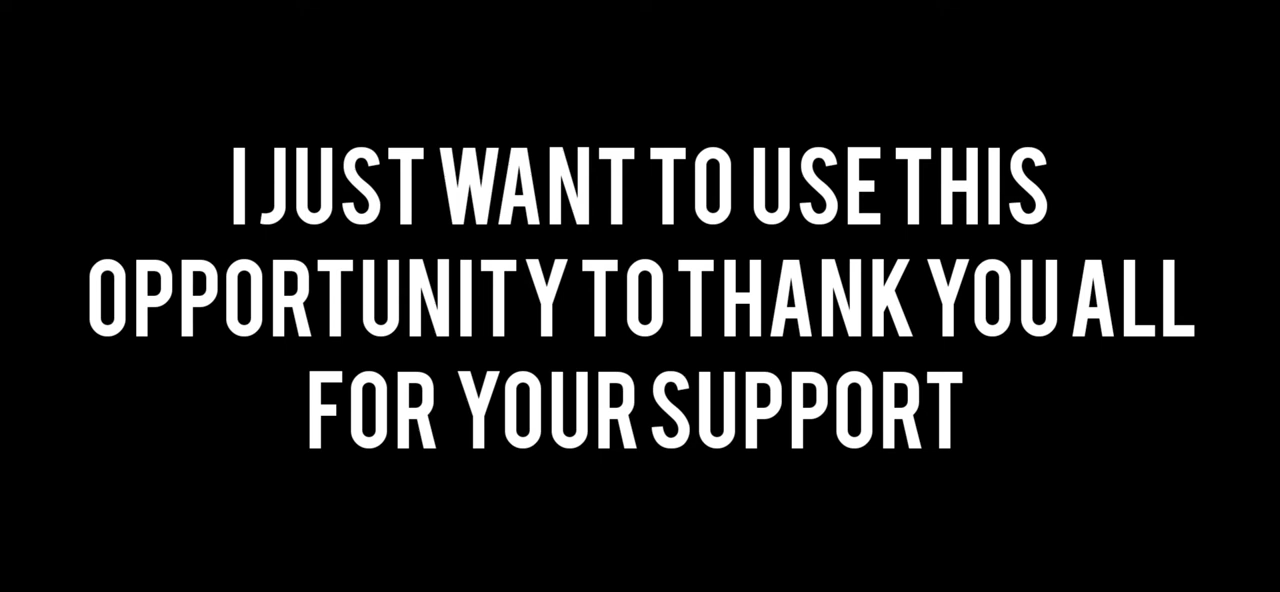 I JUST WANT TO USE THIS
OPPORTUNITY TO THANK YOU ALL
FOR YOUR SUPPORT